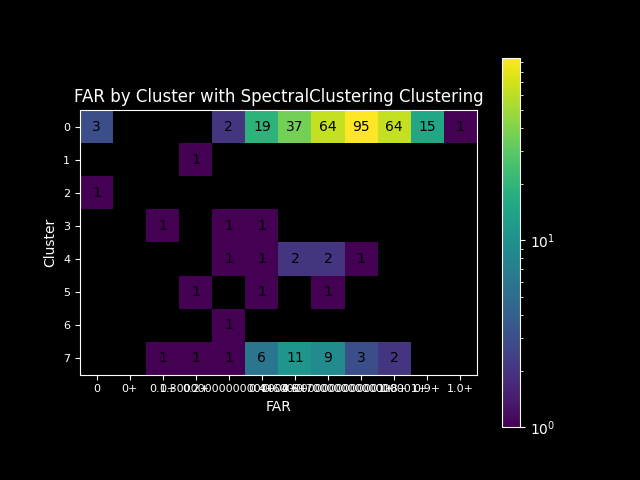 FAR by Cluster with SpectralClustering Clustering
0 3 2 19 37 64 95 64 15 1
1 1
2 1
3 1 1 1
4 1 1 2 2 1
5 1 1 1
6 1
7 1 1 1 6 11 9 3 2
0 0+ 0.9+ 1.0+
Cluster
FAR
10¹
10⁰